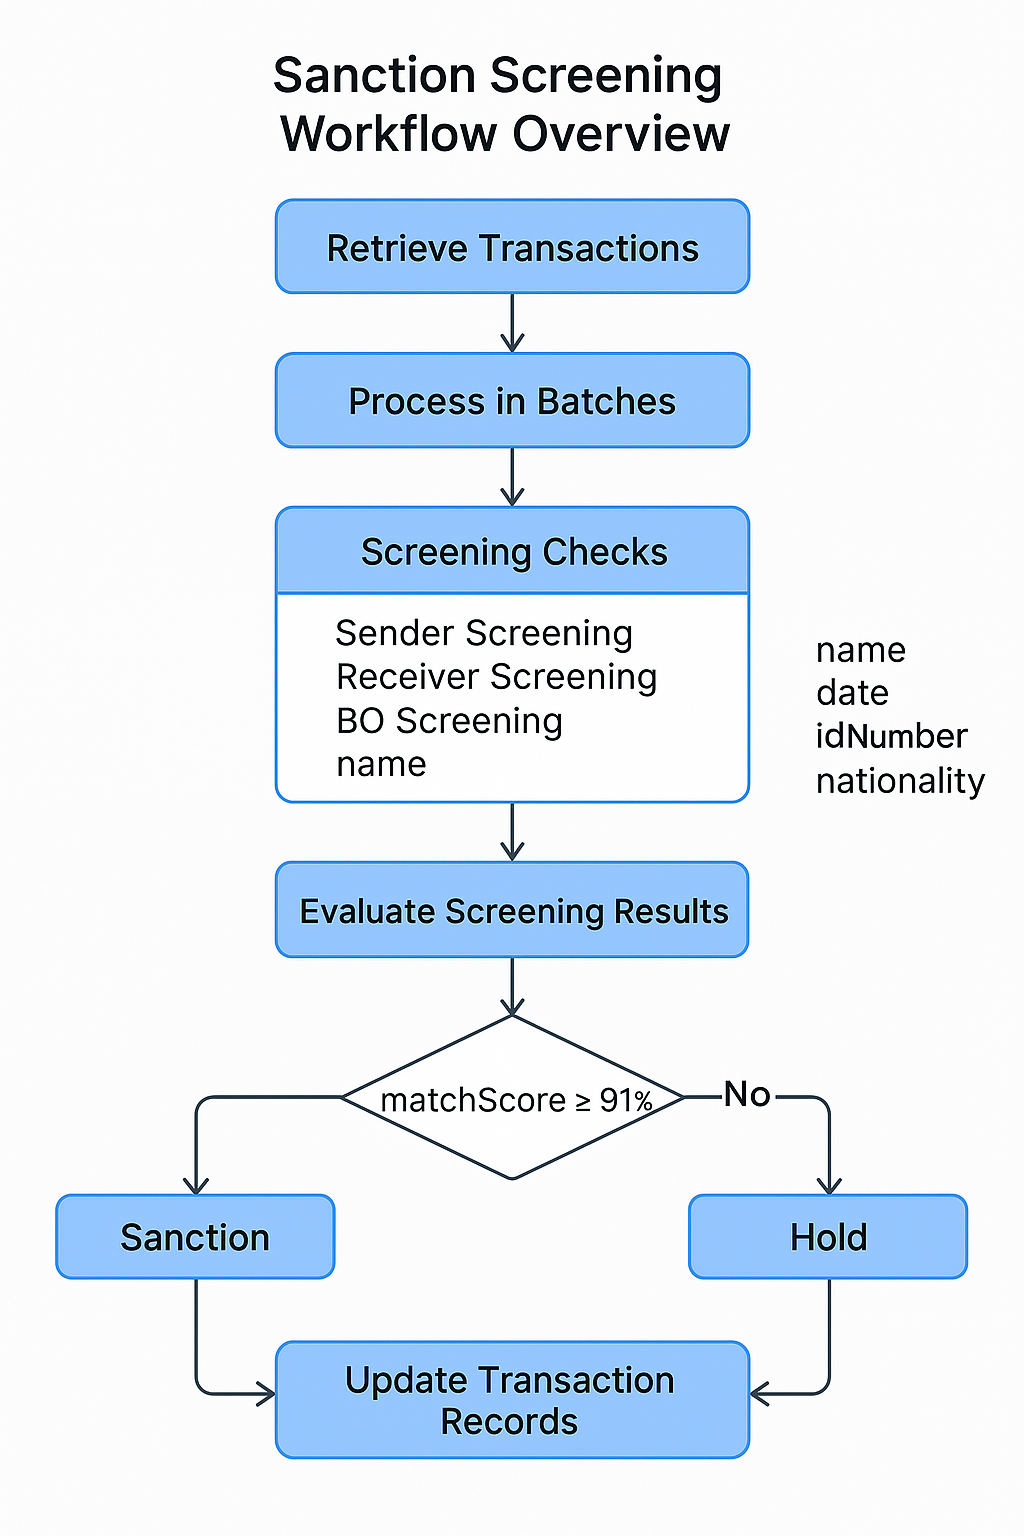 Sanction Screening
Workflow Overview
Retrieve Transactions
Process in Batches
Screening Checks
Sender Screening
Receiver Screening
BO Screening
name
name
date
idNumber
nationality
Evaluate Screening Results
matchScore ≥ 91%
No
Sanction
Hold
Update Transaction
Records